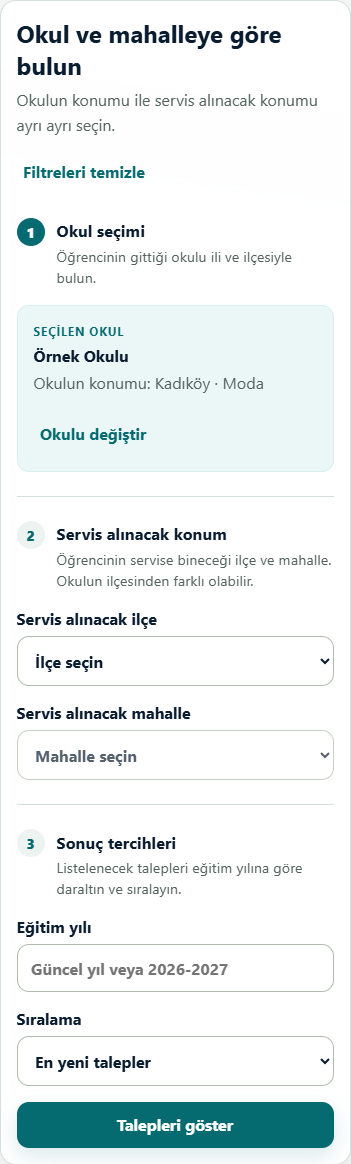 Okul ve mahalleye göre
bulun
Okulun konumu ile servis alınacak konumu
ayrı ayrı seçin.
Filtreleri temizle
1 Okul seçimi
Öğrencinin gittiği okulu ili ve ilçesiyle
bulun.
SEÇİLEN OKUL
Örnek Okulu
Okulun konumu: Kadıköy · Moda
Okulu değiştir
2 Servis alınacak konum
Öğrencinin servise bineceği ilçe ve mahalle.
Okulun ilçesinden farklı olabilir.
Servis alınacak ilçe
İlçe seçin
Servis alınacak mahalle
Mahalle seçin
3 Sonuç tercihleri
Listelenecek talepleri eğitim yılına göre
daraltın ve sıralayın.
Eğitim yılı
Güncel yıl veya 2026-2027
Sıralama
En yeni talepler
Talepleri göster